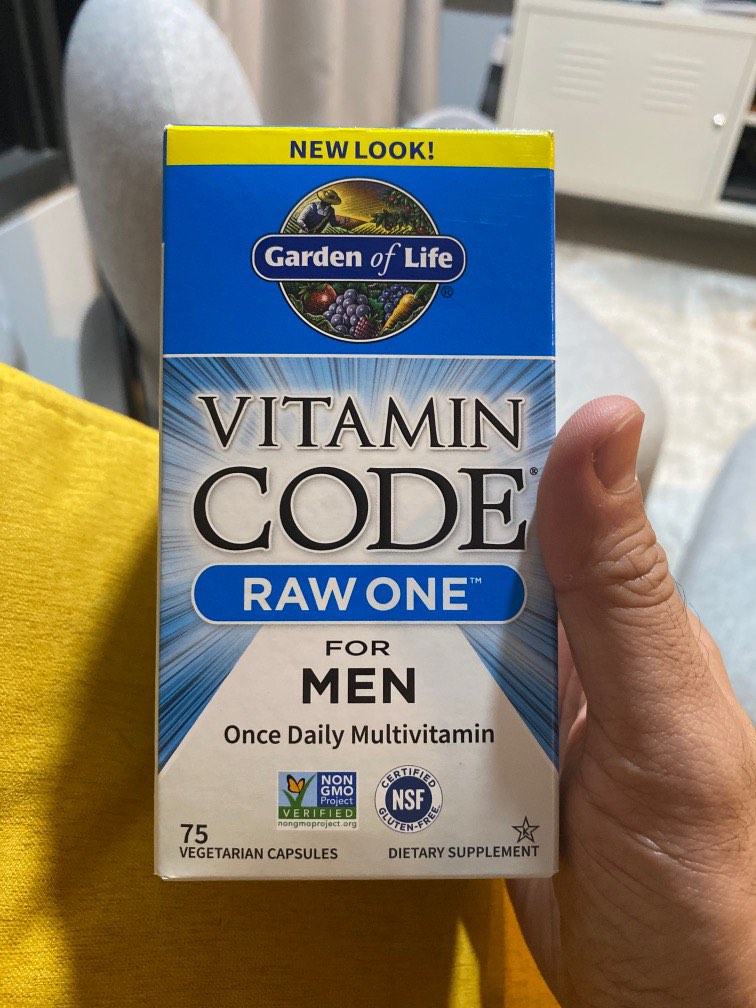 NEW LOOK!
Garden of Life
®
VITAMIN
CODE®
RAW ONE™
FOR
MEN
Once Daily Multivitamin
NON
GMO
Project
VERIFIED
nongmoproject.org
CERTIFIED
NSF
GLUTEN-FREE
K
75
VEGETARIAN CAPSULES
DIETARY SUPPLEMENT